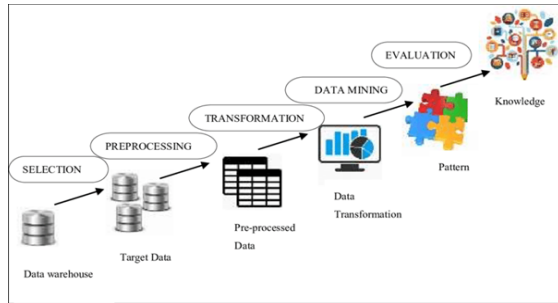 EVALUATION
Knowledge
DATA MINING
Pattern
TRANSFORMATION
Data
Transformation
PREPROCESSING
Pre-processed
Data
SELECTION
Target Data
Data warehouse